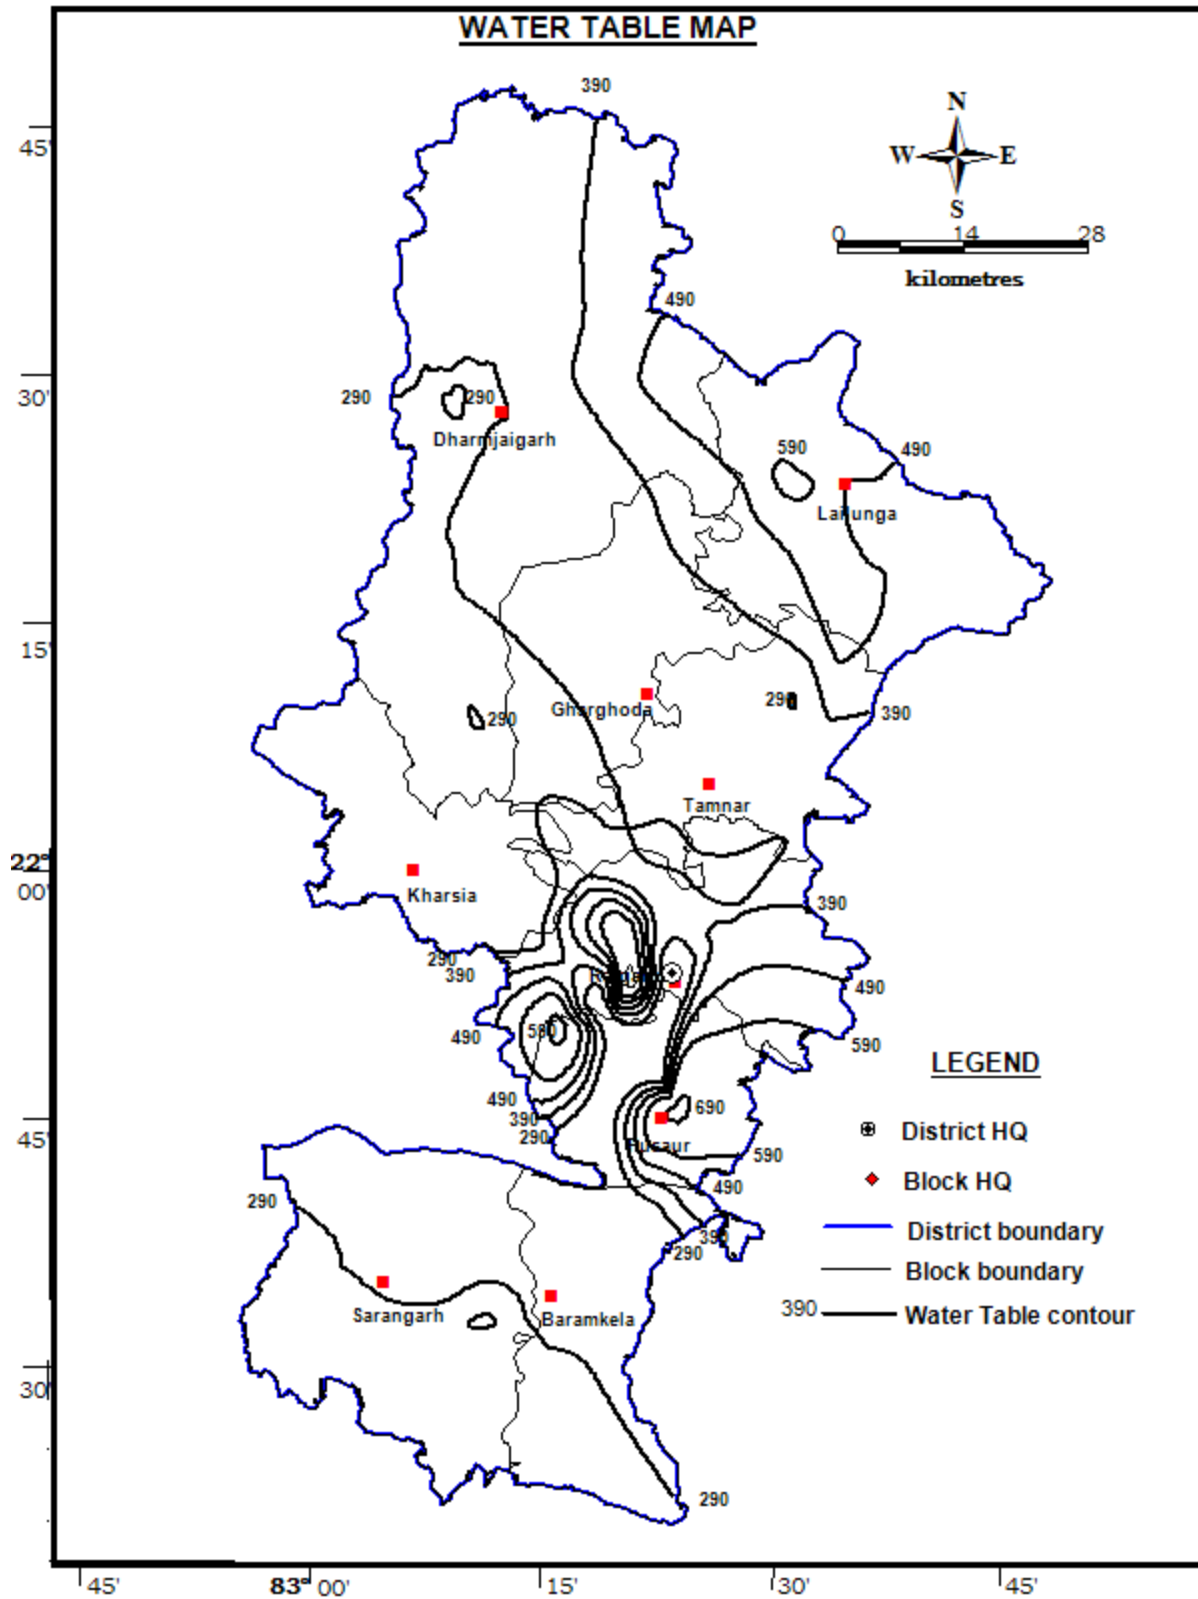 WATER TABLE MAP
390
N
W E
S
45'
0 14 28
kilometres
490
30'
290
290
Dharmjaigarh
590
490
Lailunga
15'
290
Gharghoda
290
390
Tamnar
22°
00'
Kharsia
390
290
390
490
490
580
590
LEGEND
490
690
390
45'
290
District HQ
Pusaur
590
Block HQ
490
290
District boundary
390
290
Block boundary
390
Water Table contour
Sarangarh
Baramkela
30'
290
45'
83° 00'
15'
30'
45'